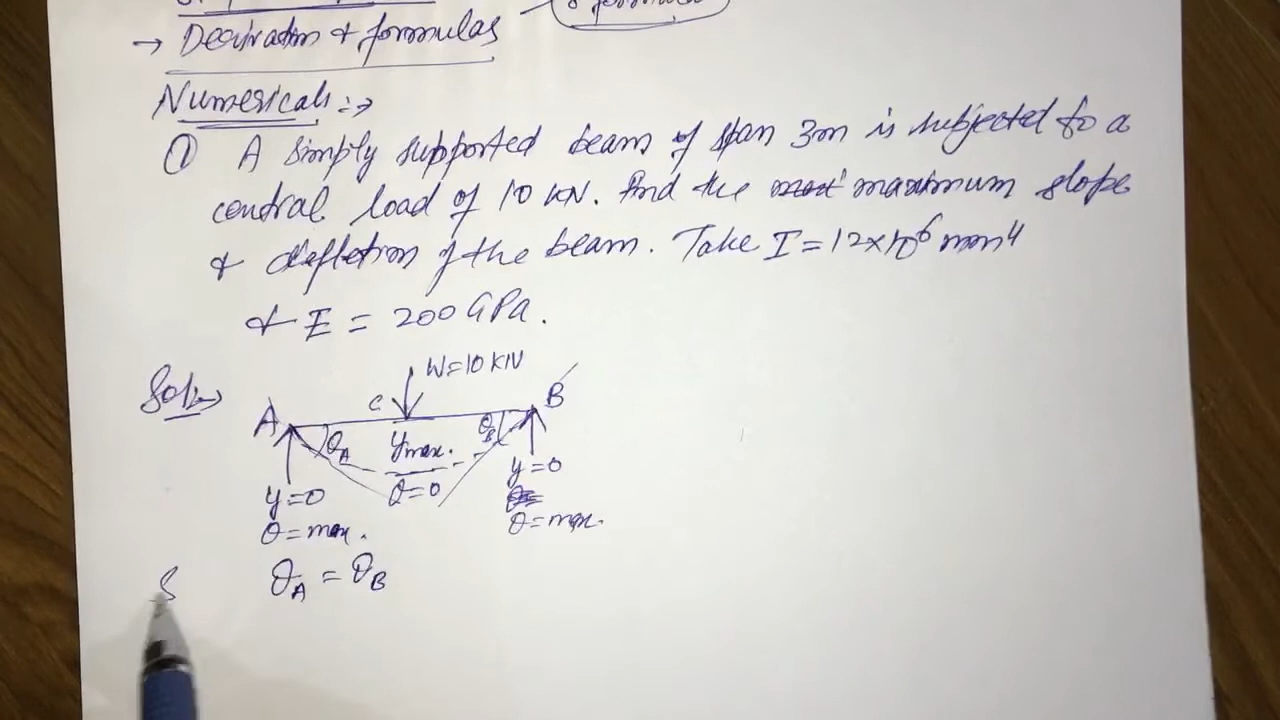 → Derivation & formulas
Numericals :→
① A simply supported beam of span 3m is subjected to a
central load of 10 KN. Find the maximum slope
& defletion of the beam. Take I = 12×10⁶ mm⁴
& E = 200 GPa.
Soln→
W=10 KN
A C B
θA ymax. θB
θ=0
y=0 y=0
θ=max. θ=max.
θA = θB
S